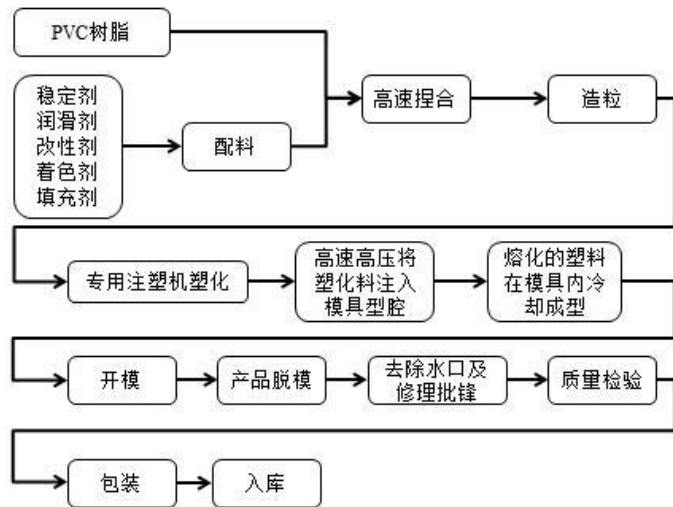 PVC树脂
稳定剂
润滑剂
改性剂
着色剂
填充剂
配料
高速捏合
造粒
专用注塑机塑化
高速高压将
塑化料注入
模具型腔
熔化的塑料
在模具内冷
却成型
开模
产品脱模
去除水口及
修理批锋
质量检验
包装
入库